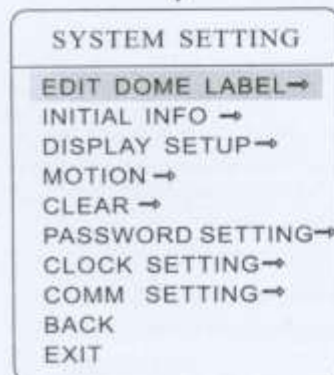 SYSTEM SETTING
EDIT DOME LABEL→
INITIAL INFO →
DISPLAY SETUP→
MOTION →
CLEAR →
PASSWORD SETTING→
CLOCK SETTING→
COMM SETTING→
BACK
EXIT